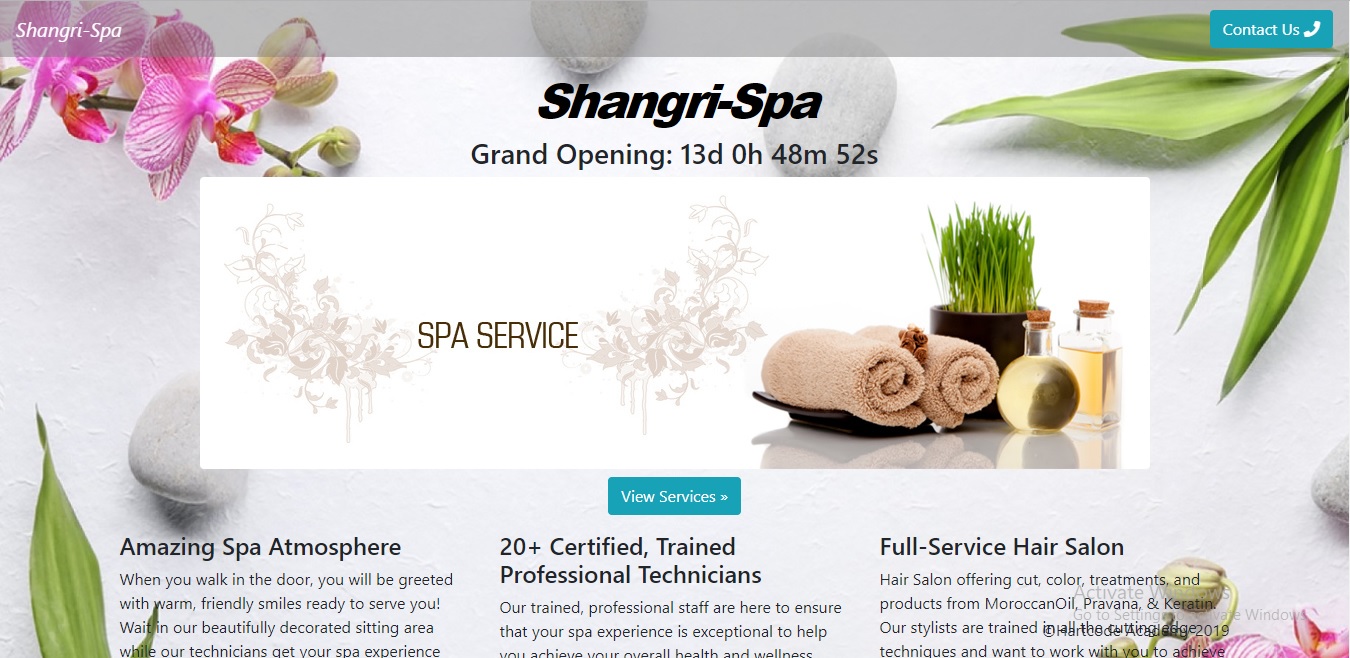 Shangri-Spa
Contact Us
Shangri-Spa
Grand Opening: 13d 0h 48m 52s
SPA SERVICE
View Services »
Amazing Spa Atmosphere
When you walk in the door, you will be greeted
with warm, friendly smiles ready to serve you!
Wait in our beautifully decorated sitting area
while our technicians get your spa experience
20+ Certified, Trained
Professional Technicians
Our trained, professional staff are here to ensure
that your spa experience is exceptional to help
you achieve your overall health and wellness
Full-Service Hair Salon
Hair Salon offering cut, color, treatments, and
products from MoroccanOil, Pravana, & Keratin.
Our stylists are trained in all the cutting edge
techniques and want to work with you to achieve
Activate Windows
Go to Settings to activate Windows.
©Hartcode Academy 2019